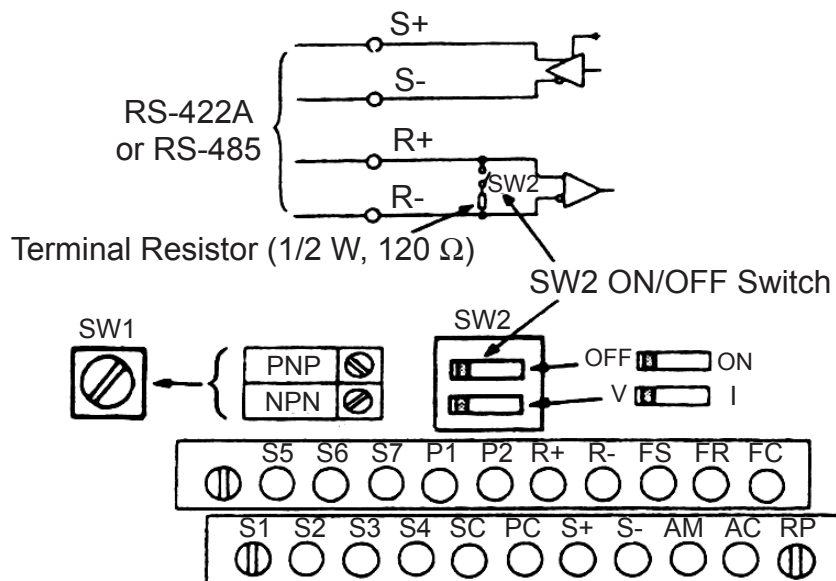 S+
S-
RS-422A
or RS-485
R+
SW2
R-
Terminal Resistor (1/2 W, 120 Ω)
SW2 ON/OFF Switch
SW1
SW2
PNP
OFF ON
NPN
V I
S5 S6 S7 P1 P2 R+ R- FS FR FC
S1 S2 S3 S4 SC PC S+ S- AM AC RP